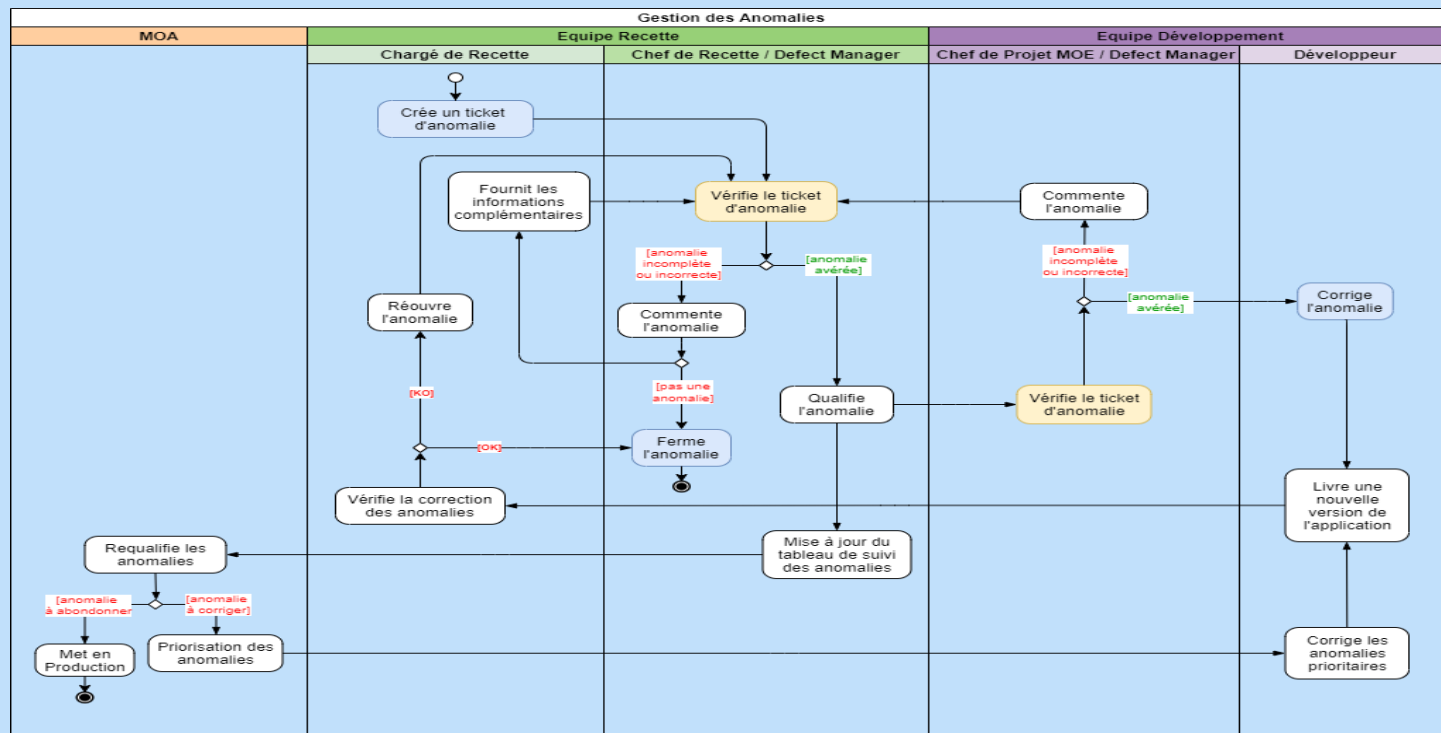 Gestion des Anomalies
MOA
Equipe Recette
Equipe Développement
Chargé de Recette
Chef de Recette / Defect Manager
Chef de Projet MOE / Defect Manager
Développeur
Crée un ticket
d'anomalie
Fournit les
informations
complémentaires
Vérifie le ticket
d'anomalie
Commente
l'anomalie
[anomalie
incomplète
ou incorrecte]
[anomalie
avérée]
[anomalie
incomplète
ou incorrecte]
[anomalie
avérée]
Corrige
l'anomalie
Réouvre
l'anomalie
Commente
l'anomalie
[KO]
[pas une
anomalie]
Qualifie
l'anomalie
Vérifie le ticket
d'anomalie
[OK]
Ferme
l'anomalie
Vérifie la correction
des anomalies
Livre une
nouvelle
version de
l'application
Requalifie les
anomalies
Mise à jour du
tableau de suivi
des anomalies
[anomalie
à abandonner
[anomalie
à corriger]
Met en
Production
Priorisation des
anomalies
Corrige les
anomalies
prioritaires